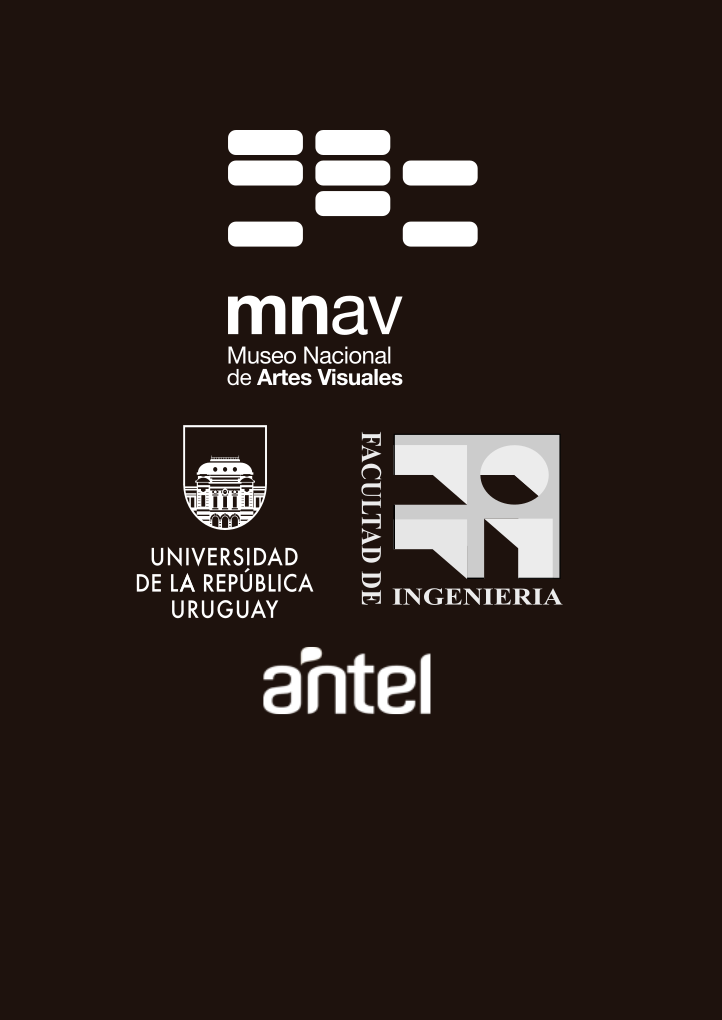 mnav
Museo Nacional
de Artes Visuales
UNIVERSIDAD
DE LA REPÚBLICA
URUGUAY
FACULTAD DE
INGENIERIA
antel